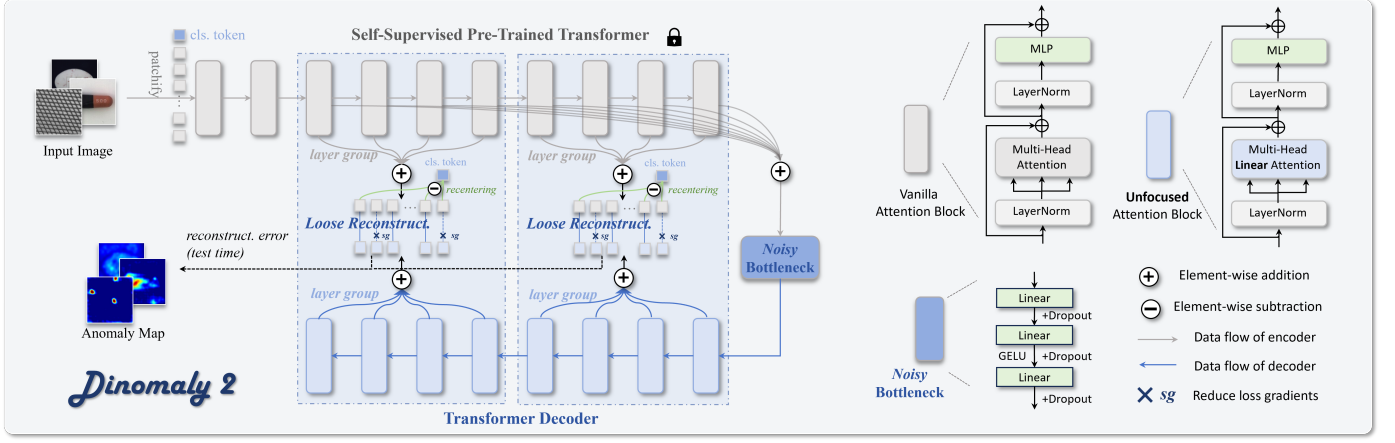 Self-Supervised Pre-Trained Transformer
cls. token
patchify
Input Image
layer group
cls. token
recentering
...
Loose Reconstruct.
sg
sg
layer group
layer group
cls. token
recentering
...
Loose Reconstruct.
sg
sg
layer group
reconstruct. error
(test time)
Anomaly Map
Dinomaly 2
Transformer Decoder
Noisy
Bottleneck
MLP
LayerNorm
Multi-Head
Attention
LayerNorm
Vanilla
Attention Block
MLP
LayerNorm
Multi-Head
Linear Attention
LayerNorm
Unfocused
Attention Block
Noisy
Bottleneck
Linear
+Dropout
Linear
GELU +Dropout
Linear
+Dropout
Element-wise addition
Element-wise subtraction
Data flow of encoder
Data flow of decoder
sg Reduce loss gradients